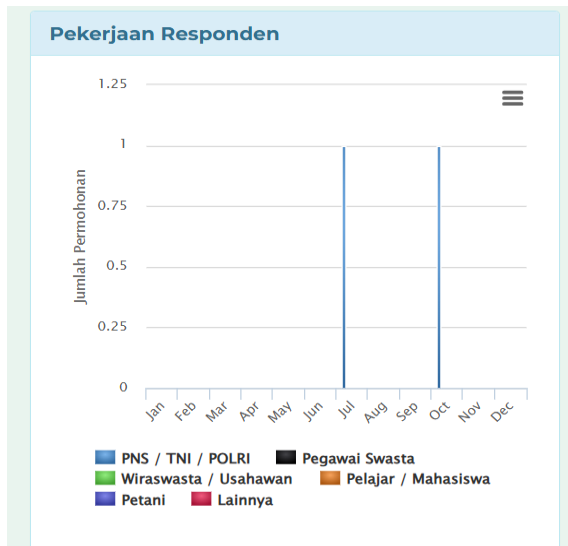 Pekerjaan Responden
1.25
1
0.75
0.5
0.25
0
Jumlah Permohonan
Jan Feb Mar Apr May Jun Jul Aug Sep Oct Nov Dec
PNS / TNI / POLRI Pegawai Swasta
Wiraswasta / Usahawan Pelajar / Mahasiswa
Petani Lainnya